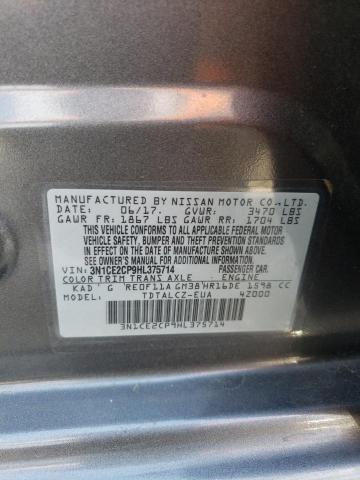 MANUFACTURED BY NISSAN MOTOR CO.,LTD.
DATE: 06/17. GVWR: 3470 LBS
GAWR FR: 1867 LBS GAWR RR: 1704 LBS
THIS VEHICLE CONFORMS TO ALL APPLICABLE FEDERAL MOTOR
VEHICLE SAFETY, BUMPER, AND THEFT PREVENTION STANDARDS
IN EFFECT ON THE DATE OF MANUFACTURE SHOWN ABOVE.
SEE OWNER'S MANUAL FOR ADDITIONAL INFORMATION.
VIN: 3N1CE2CP9HL375714 PASSENGER CAR.
COLOR TRIM TRANS AXLE ENGINE
KAD G RE0F11A GM38 HR16DE 1598 CC
MODEL: TDTALCZ-EUA 4Z000
3N1CE2CP9HL375714